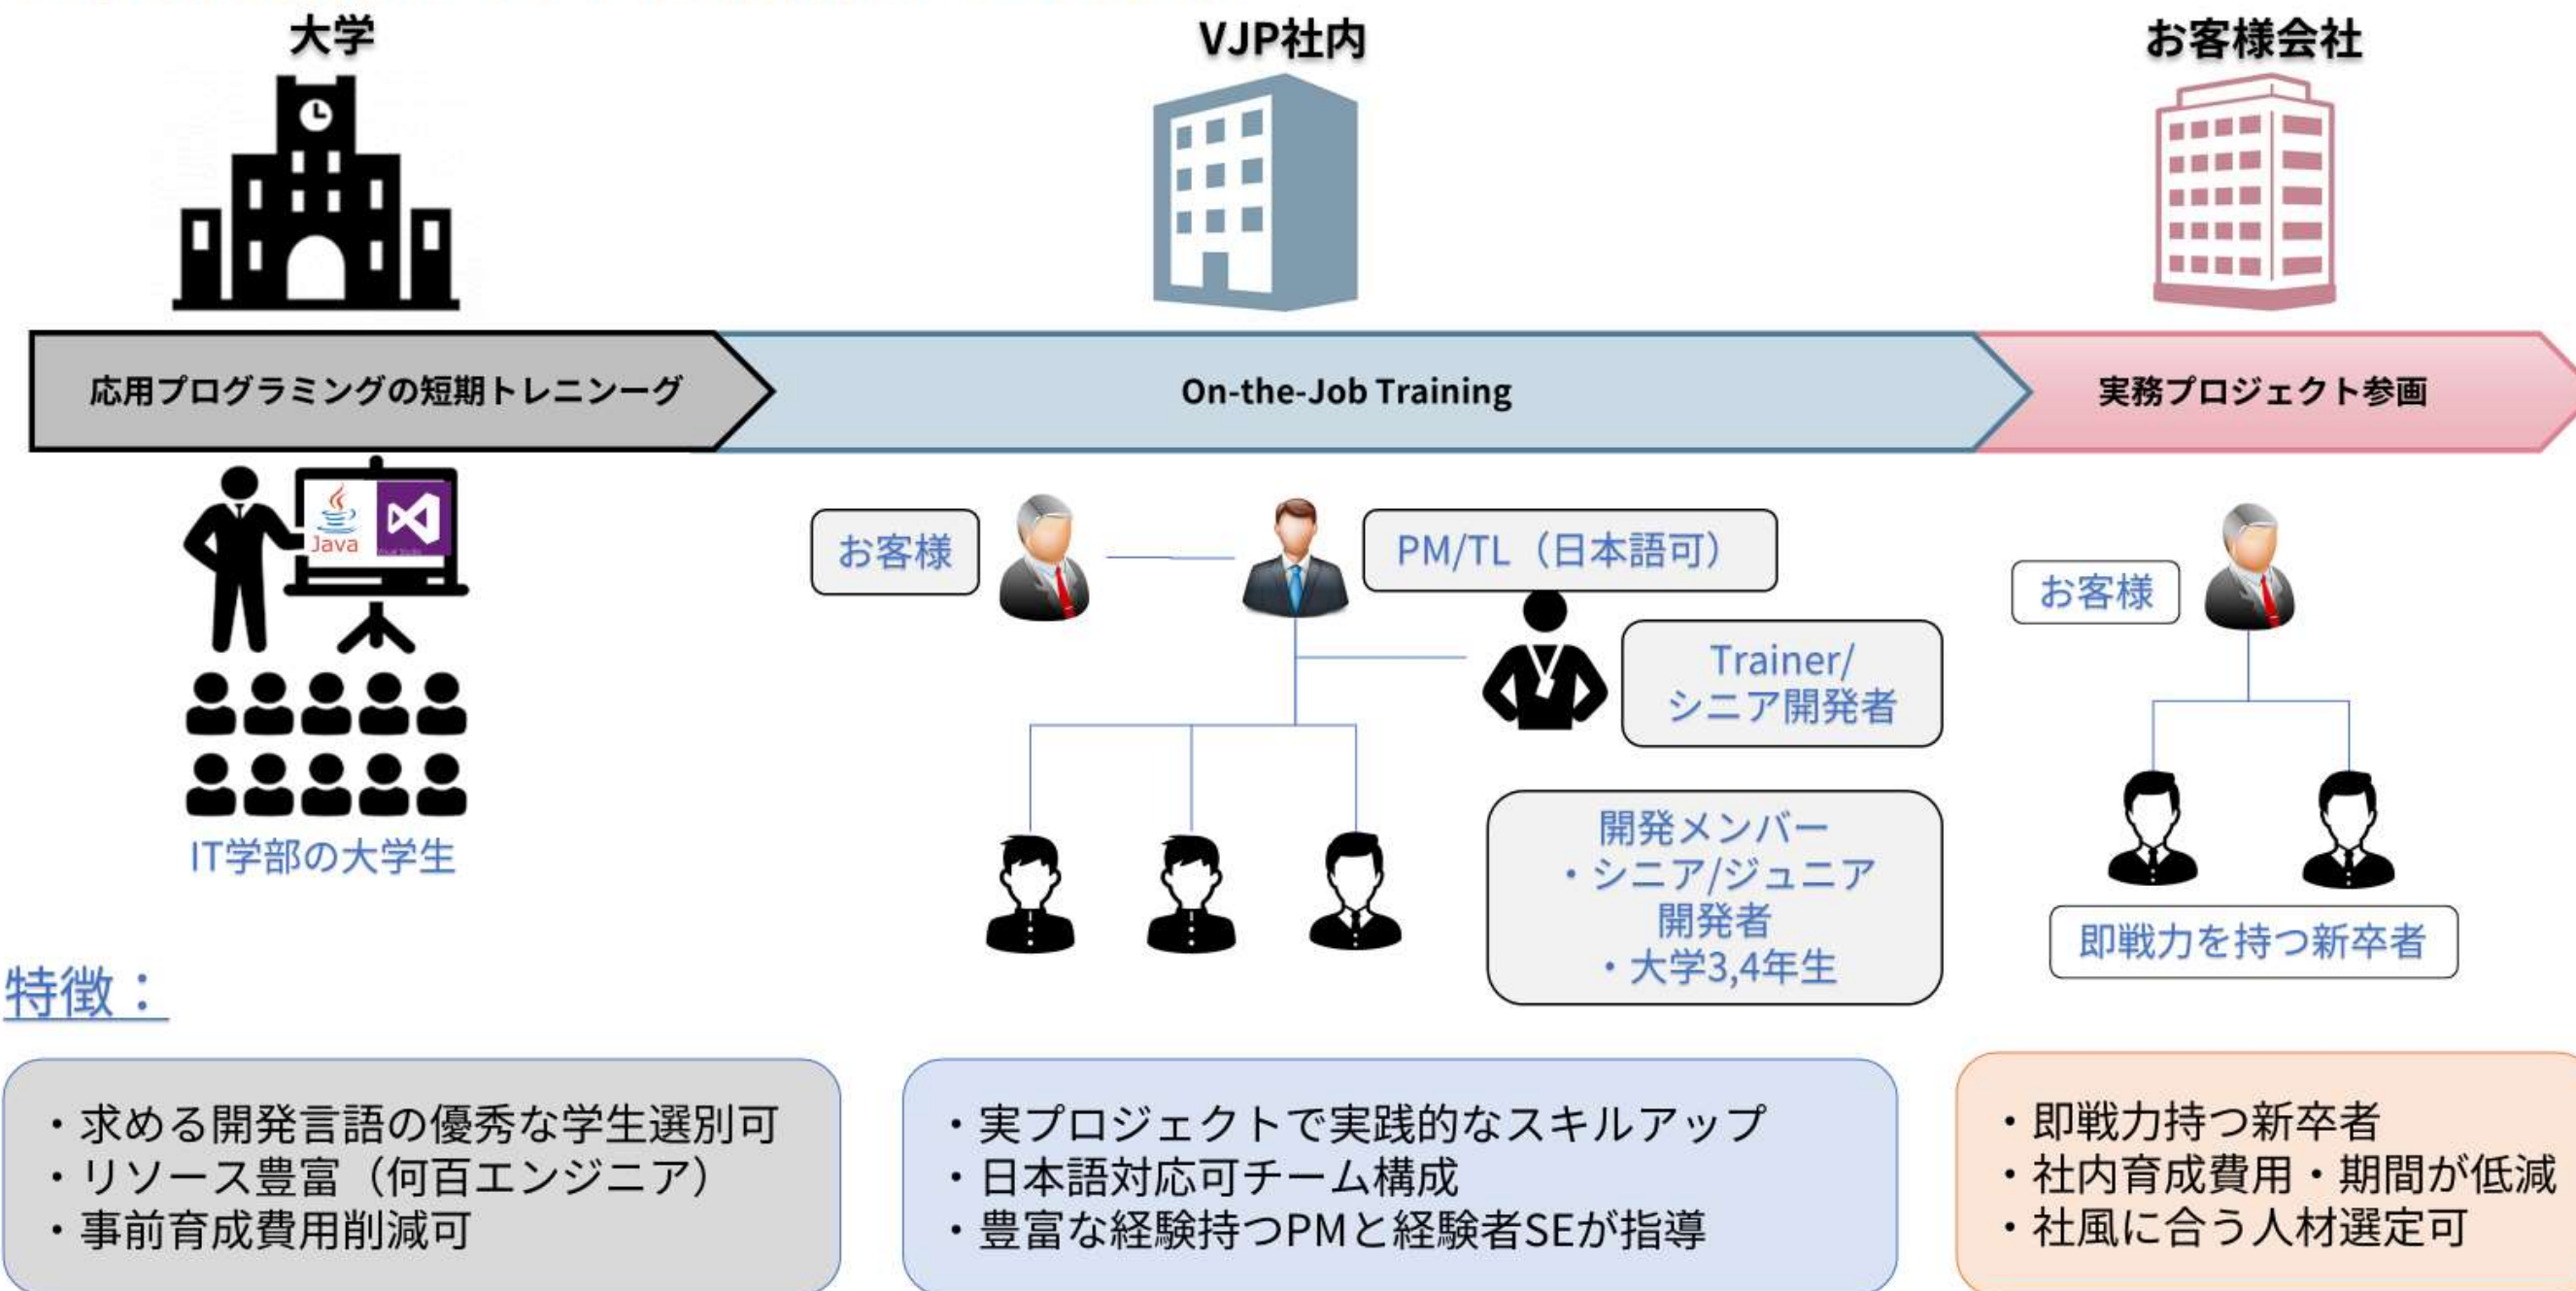 大学
VJP社内
お客様会社
応用プログラミングの短期トレニンーグ
On-the-Job Training
実務プロジェクト参画
Java
お客様
PM/TL（日本語可）
Trainer/
シニア開発者
お客様
開発メンバー
・シニア/ジュニア
開発者
・大学3,4年生
IT学部の大学生
即戦力を持つ新卒者
特徴：
・求める開発言語の優秀な学生選別可
・リソース豊富（何百エンジニア）
・事前育成費用削減可
・実プロジェクトで実践的なスキルアップ
・日本語対応可チーム構成
・豊富な経験持つPMと経験者SEが指導
・即戦力持つ新卒者
・社内育成費用・期間が低減
・社風に合う人材選定可